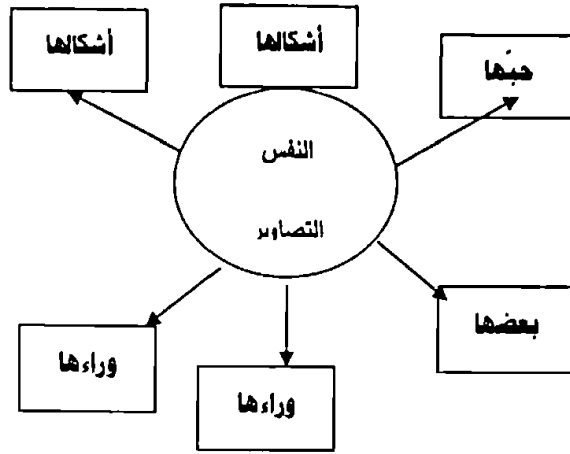 أشكالها
أشكالها
حبّها
النفس
التصاوير
بعضها
وراءها
وراءها